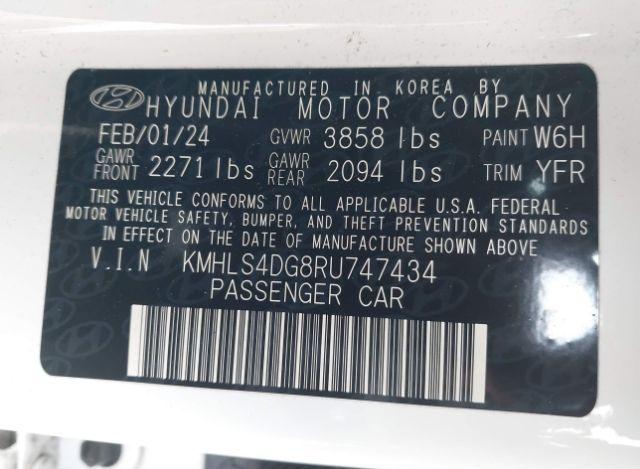 MANUFACTURED IN KOREA BY
HYUNDAI MOTOR COMPANY
FEB/01/24 GVWR 3858 lbs PAINT W6H
GAWR FRONT 2271 lbs GAWR REAR 2094 lbs TRIM YFR
THIS VEHICLE CONFORMS TO ALL APPLICABLE U.S.A. FEDERAL
MOTOR VEHICLE SAFETY, BUMPER, AND THEFT PREVENTION STANDARDS
IN EFFECT ON THE DATE OF MANUFACTURE SHOWN ABOVE
V.I.N KMHLS4DG8RU747434
PASSENGER CAR